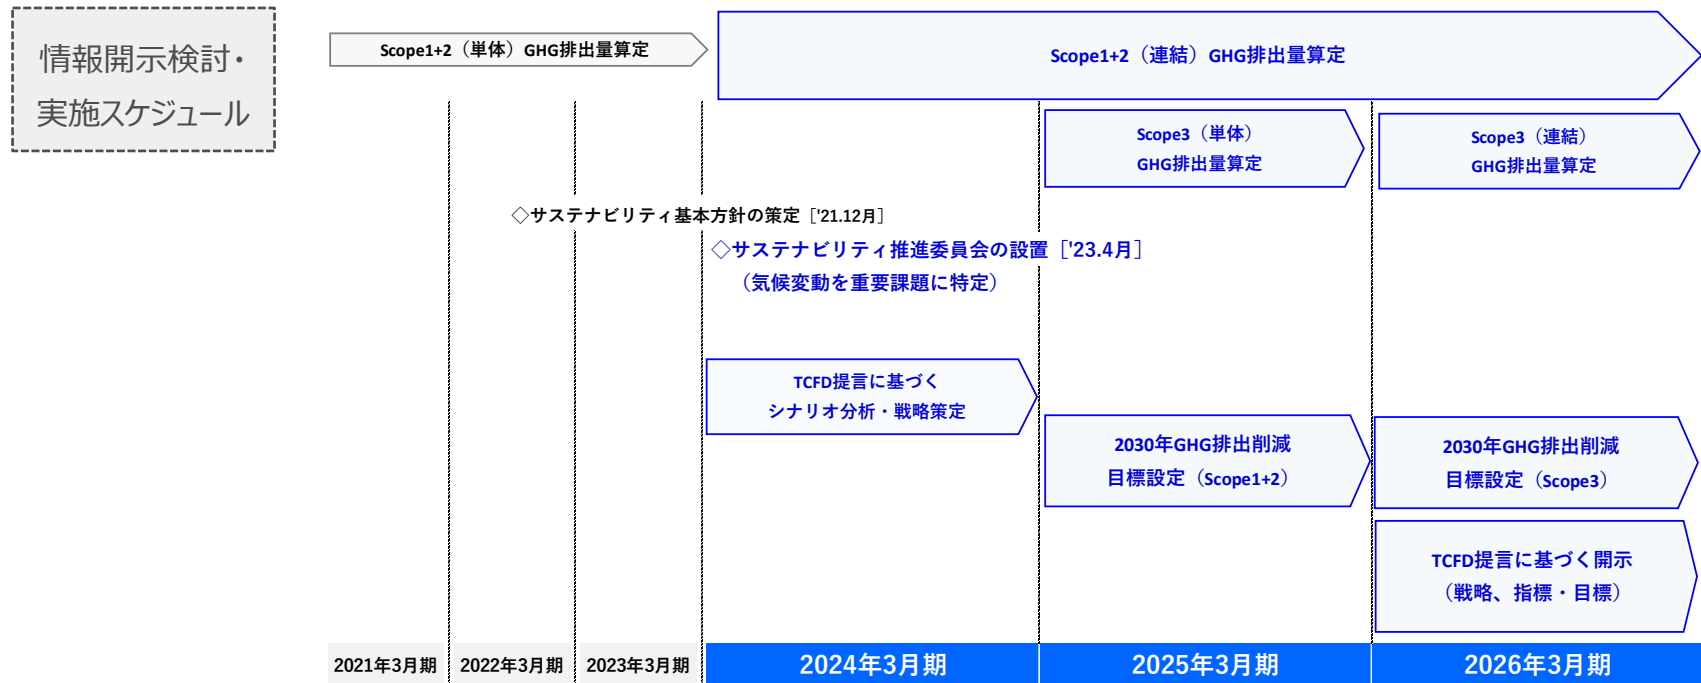 情報開示検討・
実施スケジュール
Scope1+2（単体）GHG排出量算定
Scope1+2（連結）GHG排出量算定
Scope3（単体）
GHG排出量算定
Scope3（連結）
GHG排出量算定
◇サステナビリティ基本方針の策定［'21.12月］
◇サステナビリティ推進委員会の設置［'23.4月］
（気候変動を重要課題に特定）
TCFD提言に基づく
シナリオ分析・戦略策定
2030年GHG排出削減
目標設定（Scope1+2）
2030年GHG排出削減
目標設定（Scope3）
TCFD提言に基づく開示
（戦略、指標・目標）
2021年3月期
2022年3月期
2023年3月期
2024年3月期
2025年3月期
2026年3月期